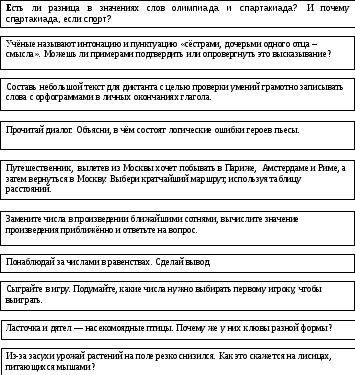 Есть ли разница в значениях слов олимпиада и спартакиада? И почему
спартакиада, если спорт?
Учёные называют интонацию и пунктуацию «сёстрами, дочерьми одного отца –
смысла». Можешь ли примерами подтвердить или опровергнуть это высказывание?
Составь небольшой текст для диктанта с целью проверки умений грамотно записывать
слова с орфограммами в личных окончаниях глагола.
Прочитай диалог. Объясни, в чём состоят логические ошибки героев пьесы.
Путешественник, вылетев из Москвы хочет побывать в Париже, Амстердаме и Риме, а
затем вернуться в Москву. Выбери кратчайший маршрут, используя таблицу
расстояний.
Замените числа в произведении ближайшими сотнями, вычислите значение
произведения приближённо и ответьте на вопрос.
Понаблюдай за числами в равенствах. Сделай вывод
Сыграйте в игру. Подумайте, какие числа нужно выбирать первому игроку, чтобы
выиграть.
Ласточка и дятел — насекомоядные птицы. Почему же у них клювы разной формы?
Из-за засухи урожай растений на поле резко снизился. Как это скажется на лисицах,
питающихся мышами?